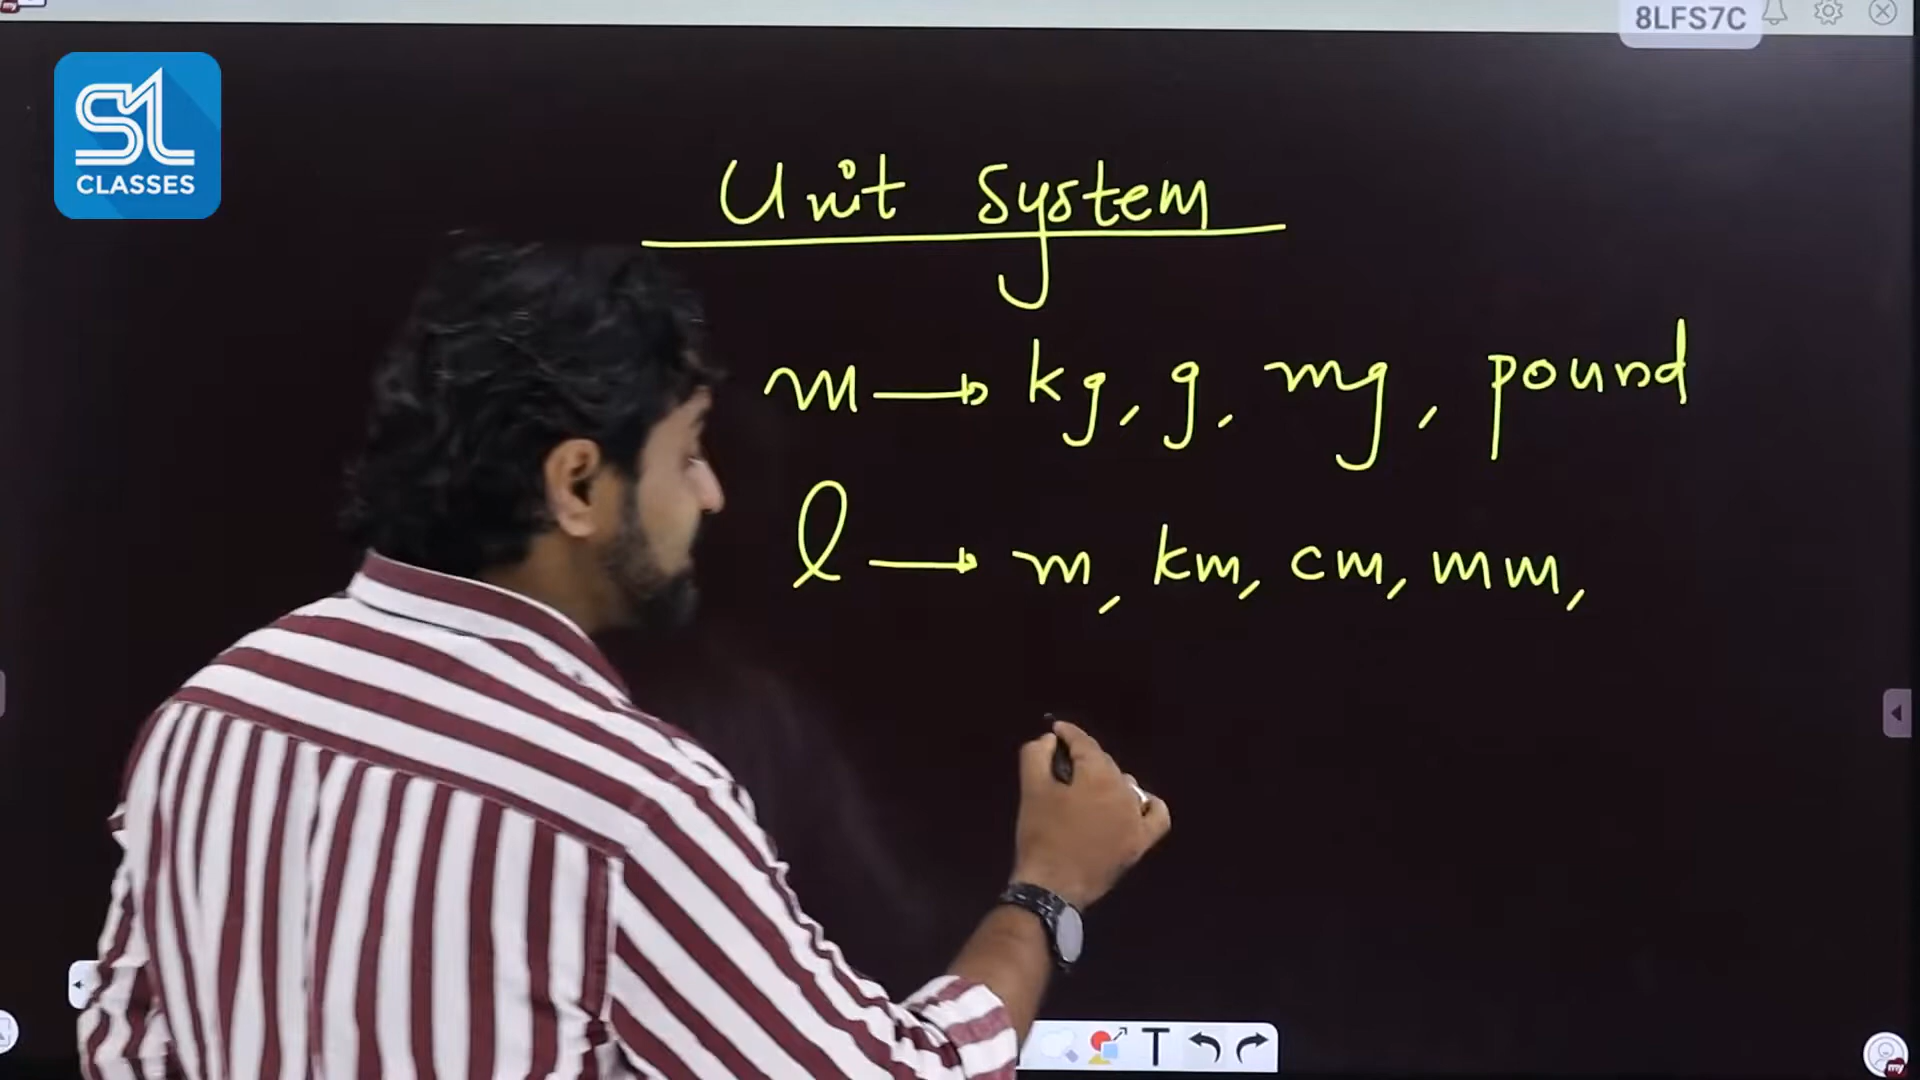 8LFS7C
SL
CLASSES
Unit System
m → kg, g, mg, pound
l → m, km, cm, mm,
T